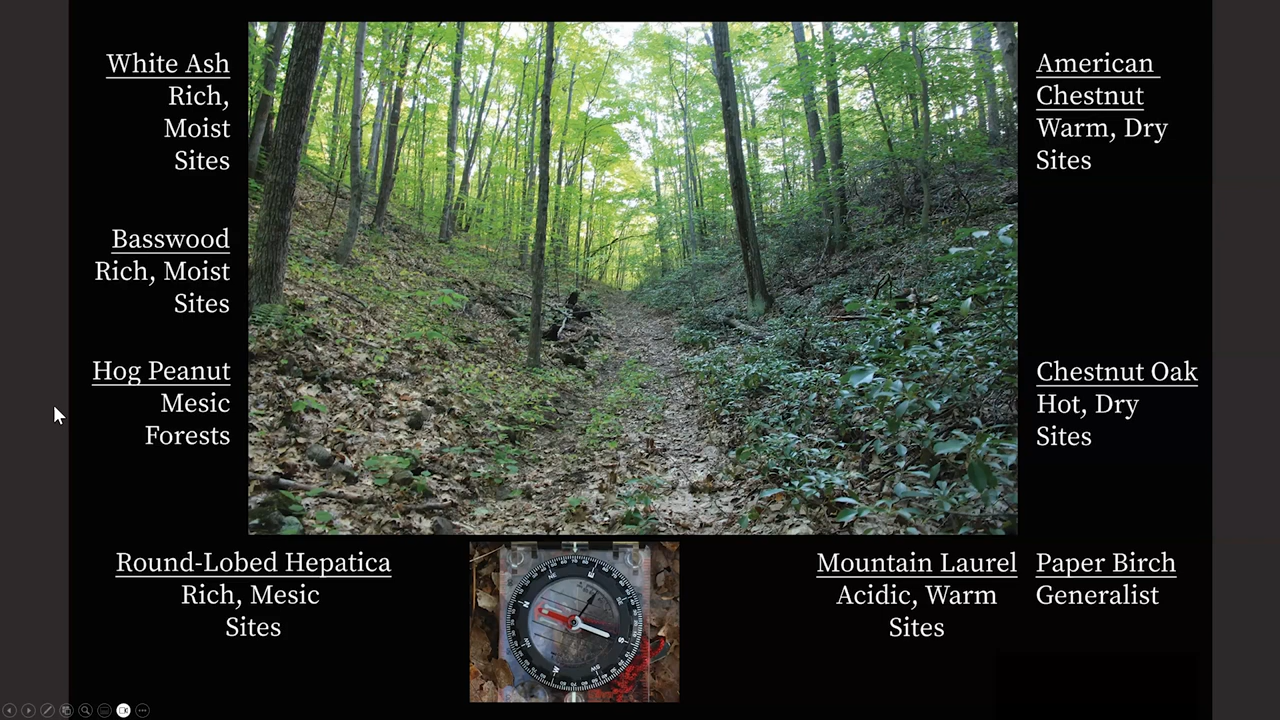 White Ash
Rich,
Moist
Sites
Basswood
Rich, Moist
Sites
Hog Peanut
Mesic
Forests
Round-Lobed Hepatica
Rich, Mesic
Sites
American
Chestnut
Warm, Dry
Sites
Chestnut Oak
Hot, Dry
Sites
Mountain Laurel
Acidic, Warm
Sites
Paper Birch
Generalist